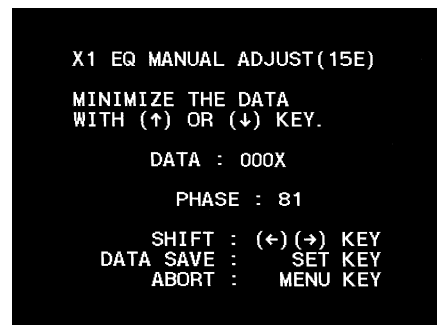 X1 EQ MANUAL ADJUST(15E)
MINIMIZE THE DATA
WITH (↑) OR (↓) KEY.
DATA : 000X
PHASE : 81
SHIFT : (←)(→) KEY
DATA SAVE : SET KEY
ABORT : MENU KEY